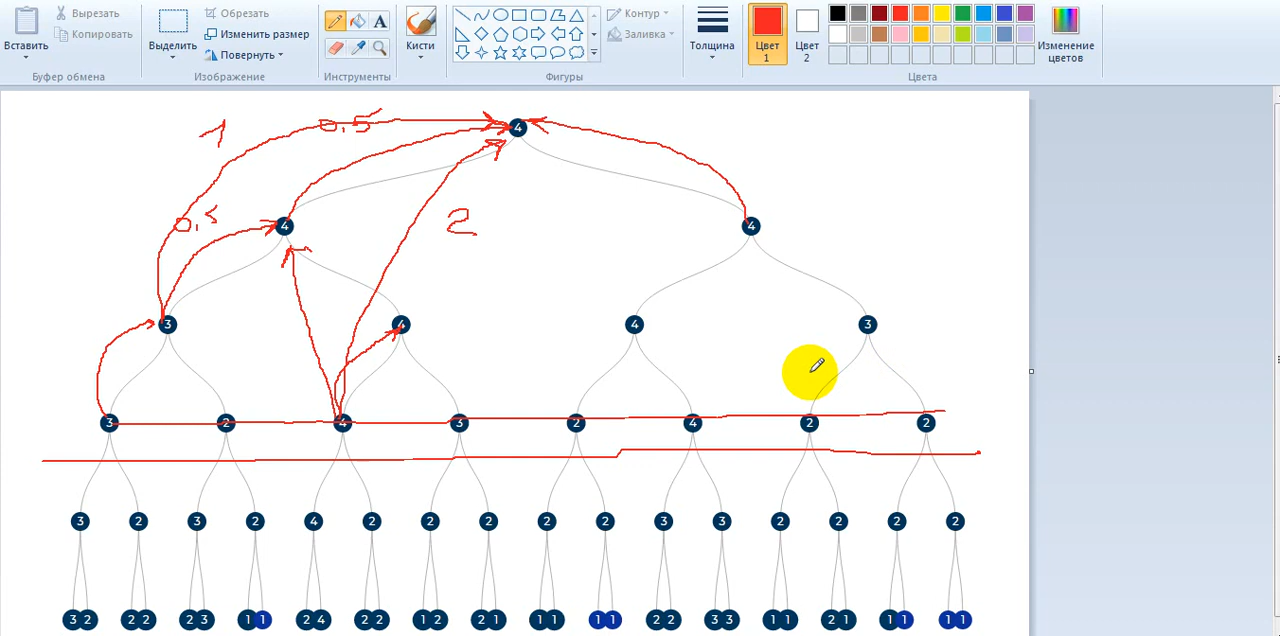 Вставить
Вырезать
Копировать
Буфер обмена
Выделить
Обрезать
Изменить размер
Повернуть
Изображение
A
Инструменты
Кисти
Контур
Заливка
Фигуры
Толщина
Цвет 1
Цвет 2
Изменение цветов
Цвета
1 0.5 4
0.5 4 2 4
3 4 4 3
3 2 4 3 2 4 2 2
3 2 3 2 4 2 2 2 2 2 3 3 2 2 2 2
3 2 2 2 2 3 1 1 2 4 2 2 1 2 2 1 1 1 1 1 2 2 3 3 1 1 2 1 1 1 1 1